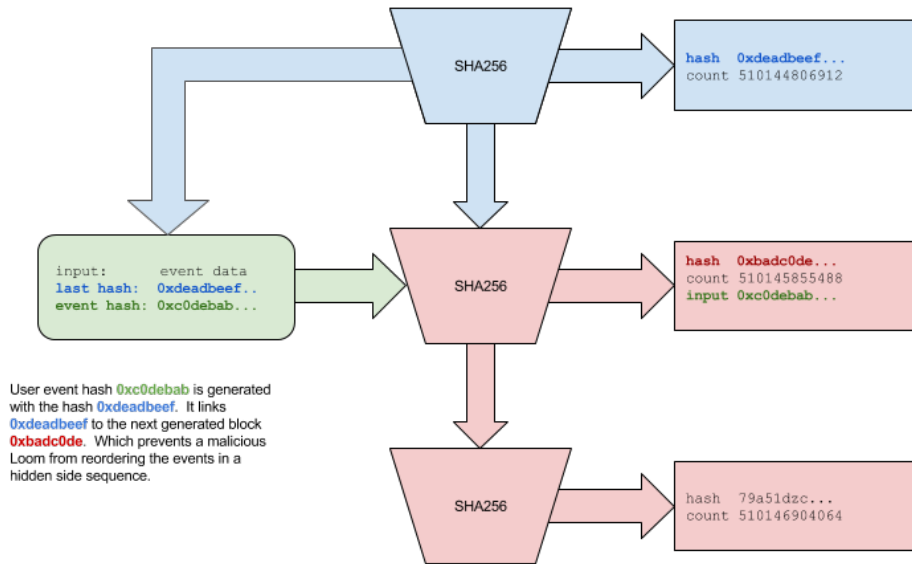 SHA256
hash 0xdeadbeef...
count 510144806912
input: event data
last hash: 0xdeadbeef..
event hash: 0xc0debab...
SHA256
hash 0xbadc0de...
count 510145855488
input 0xc0debab...
User event hash 0xc0debab is generated
with the hash 0xdeadbeef. It links
0xdeadbeef to the next generated block
0xbadc0de. Which prevents a malicious
Loom from reordering the events in a
hidden side sequence.
SHA256
hash 79a51dzc...
count 510146904064